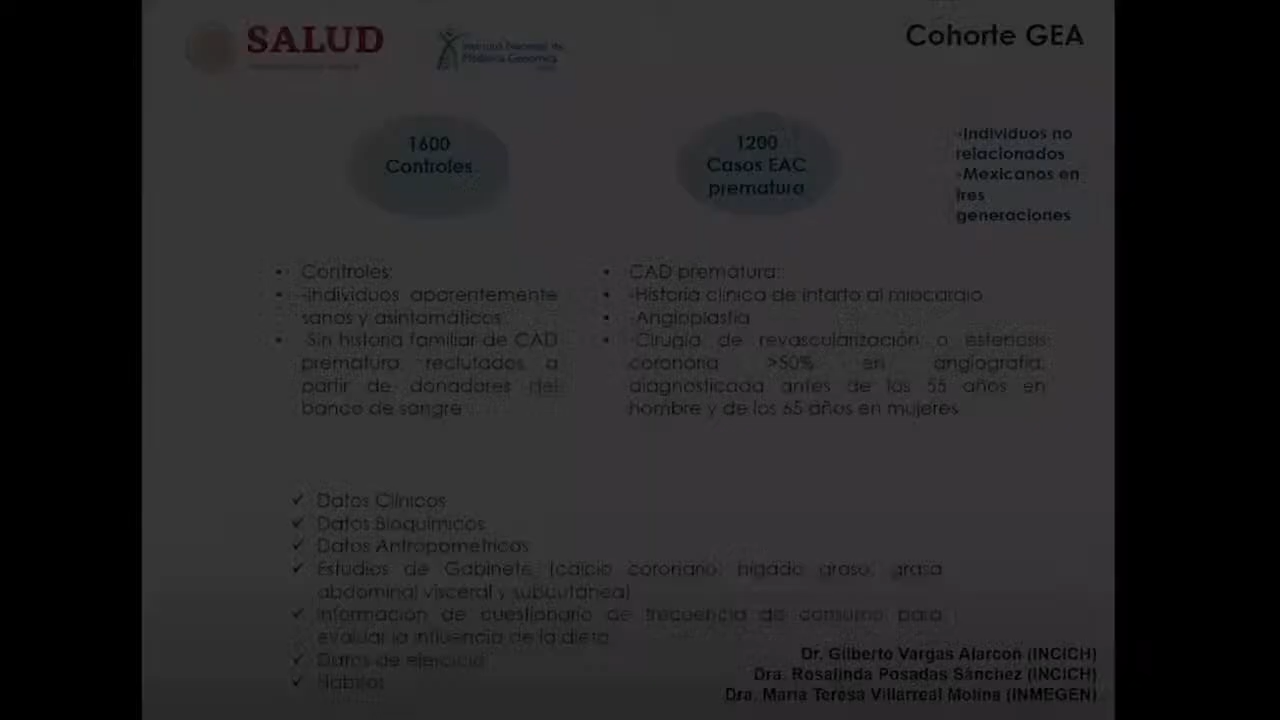 SALUD
Instituto Nacional de
Medicina Genómica
Cohorte GEA
1600
Controles
1200
Casos EAC
prematura
-Individuos no
relacionados
-Mexicanos en
tres
generaciones
• Controles:
• -Individuos aparentemente
sanos y asintomáticos
• -Sin historia familiar de CAD
prematura reclutados a
partir de donadores del
banco de sangre
• CAD prematura:
• -Historia clínica de infarto al miocardio
• -Angioplastia
• -Cirugía de revascularización o estenosis
coronaria >50% en angiografía,
diagnosticada antes de los 55 años en
hombre y de los 65 años en mujeres
✓ Datos Clínicos
✓ Datos Bioquímicos
✓ Datos Antropométricos
✓ Estudios de Gabinete (calcio coronario, hígado graso, grasa
abdominal visceral y subcutánea)
✓ Información de cuestionario de frecuencia de consumo para
evaluar la influencia de la dieta
✓ Datos de ejercicio
✓ Hábitos
Dr. Gilberto Vargas Alarcón (INCICH)
Dra. Rosalinda Posadas Sánchez (INCICH)
Dra. María Teresa Villarreal Molina (INMEGEN)